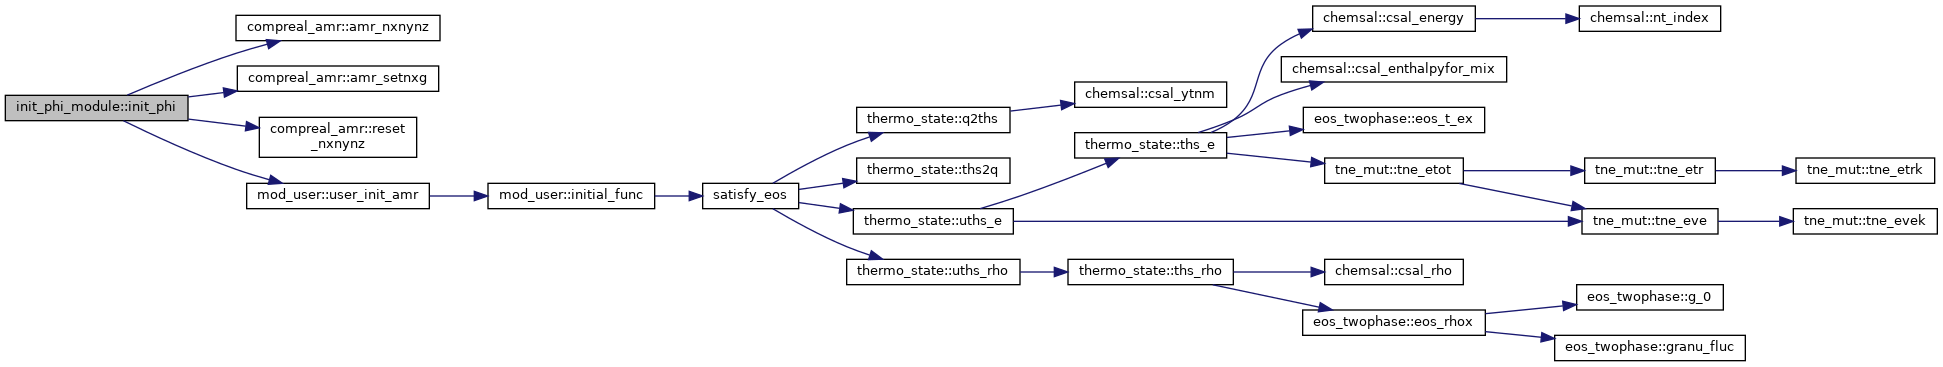 init_phi_module::init_phi
compreal_amr::amr_nxnynz
compreal_amr::amr_setnxg
compreal_amr::reset
_nxnynz
mod_user::user_init_amr
mod_user::initial_func
satisfy_eos
thermo_state::q2ths
thermo_state::ths2q
thermo_state::uths_e
thermo_state::uths_rho
chemsal::csal_ytnm
thermo_state::ths_e
thermo_state::ths_rho
chemsal::csal_energy
chemsal::csal_enthalpyfor_mix
eos_twophase::eos_t_ex
tne_mut::tne_etot
chemsal::csal_rho
eos_twophase::eos_rhox
chemsal::nt_index
tne_mut::tne_etr
tne_mut::tne_eve
eos_twophase::g_0
eos_twophase::granu_fluc
tne_mut::tne_etrk
tne_mut::tne_evek